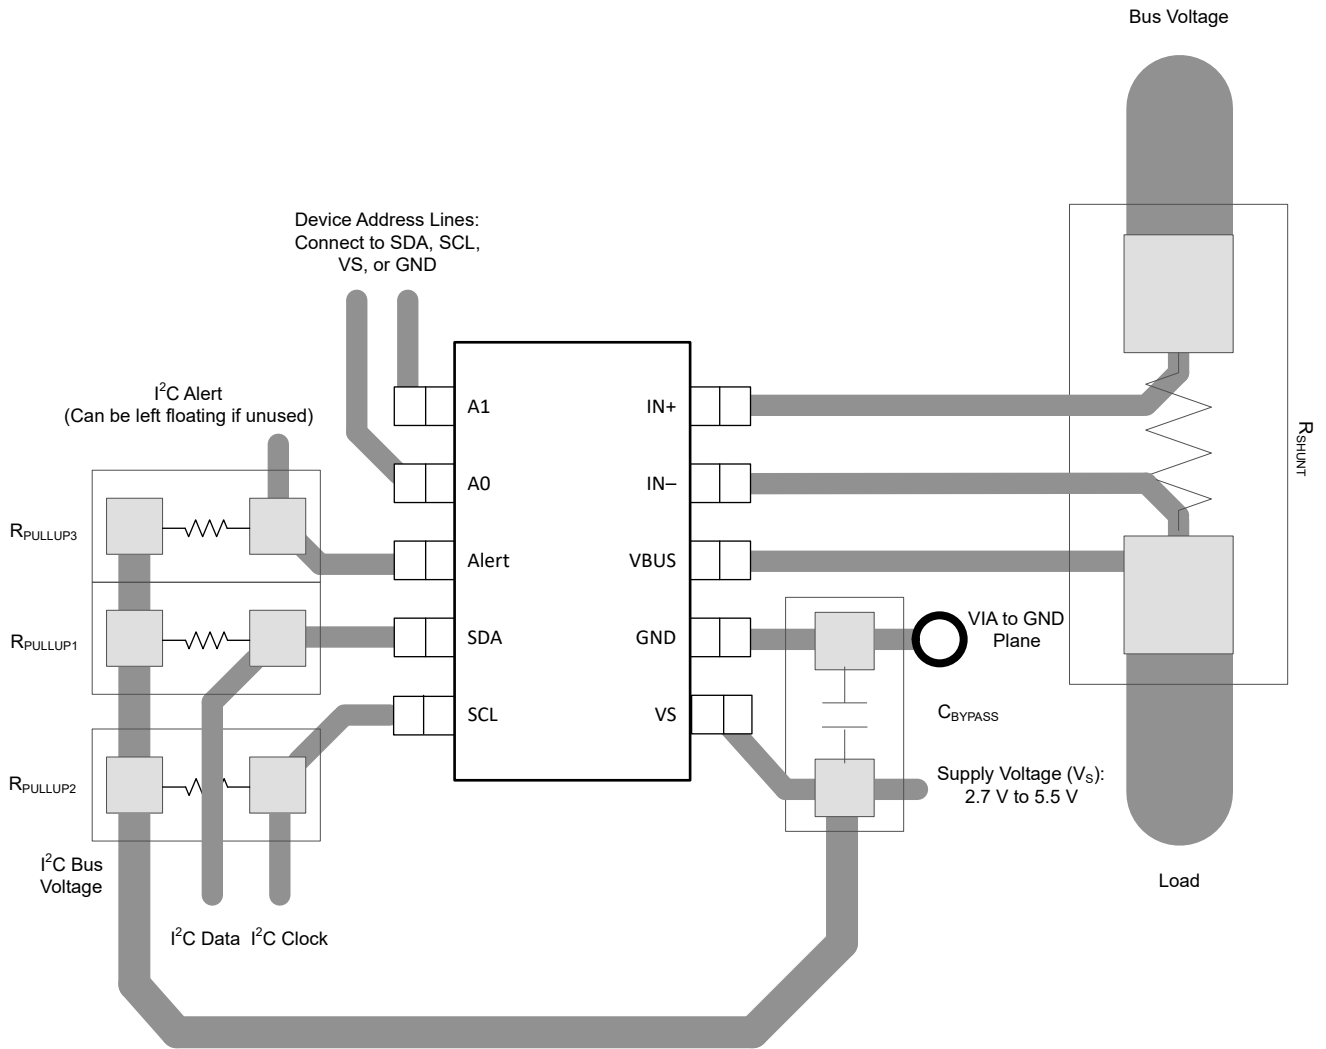 Bus Voltage
Device Address Lines:
Connect to SDA, SCL,
VS, or GND
I²C Alert
(Can be left floating if unused)
A1
IN+
RSHUNT
A0
IN–
RPULLUP3
Alert
VBUS
RPULLUP1
SDA
GND
VIA to GND
Plane
SCL
VS
CBYPASS
RPULLUP2
Supply Voltage (VS):
2.7 V to 5.5 V
I²C Bus
Voltage
Load
I²C Data
I²C Clock